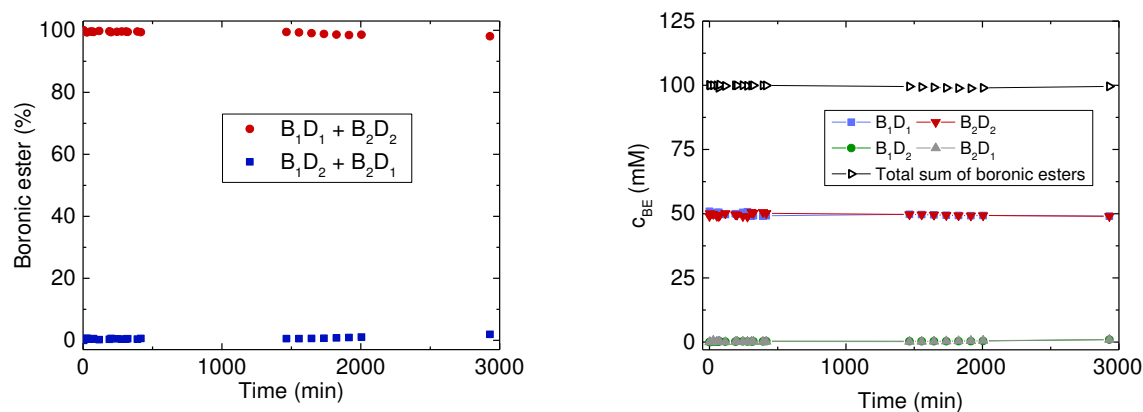 Boronic ester (%)
100
80
60
40
20
0
B₁D₁ + B₂D₂
B₁D₂ + B₂D₁
0 1000 2000 3000
Time (min)
c_BE (mM)
125
100
75
50
25
0
B₁D₁ B₂D₂
B₁D₂ B₂D₁
Total sum of boronic esters
0 1000 2000 3000
Time (min)